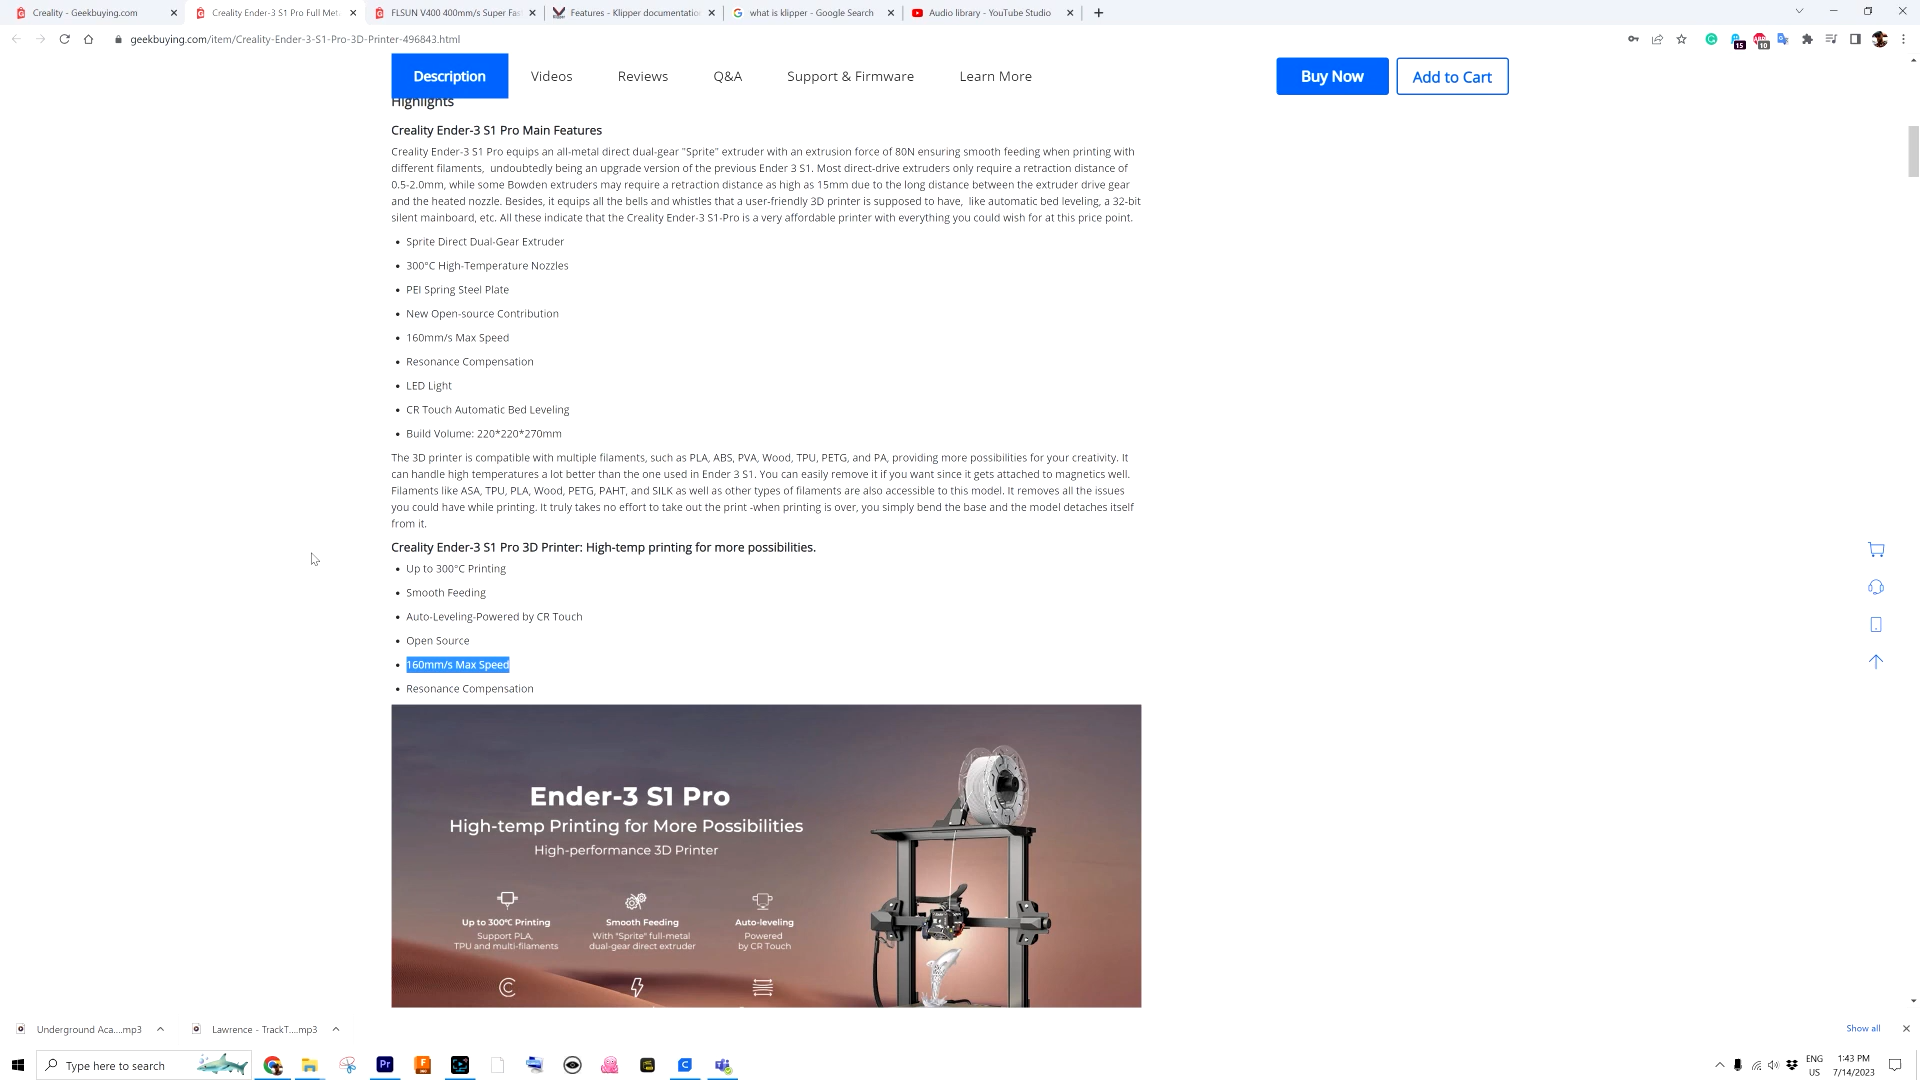 Creality - Geekbuying.com
Creality Ender-3 S1 Pro Full Met
FLSUN V400 400mm/s Super Fas
Features - Klipper documentatio
what is klipper - Google Search
Audio library - YouTube Studio
geekbuying.com/item/Creality-Ender-3-S1-Pro-3D-Printer-496843.html
15
10
Description
Videos
Reviews
Q&A
Support & Firmware
Learn More
Buy Now
Add to Cart
Highlights
Creality Ender-3 S1 Pro Main Features
Creality Ender-3 S1 Pro equips an all-metal direct dual-gear "Sprite" extruder with an extrusion force of 80N ensuring smooth feeding when printing with
different filaments, undoubtedly being an upgrade version of the previous Ender 3 S1. Most direct-drive extruders only require a retraction distance of
0.5-2.0mm, while some Bowden extruders may require a retraction distance as high as 15mm due to the long distance between the extruder drive gear
and the heated nozzle. Besides, it equips all the bells and whistles that a user-friendly 3D printer is supposed to have, like automatic bed leveling, a 32-bit
silent mainboard, etc. All these indicate that the Creality Ender-3 S1-Pro is a very affordable printer with everything you could wish for at this price point.
• Sprite Direct Dual-Gear Extruder
• 300°C High-Temperature Nozzles
• PEI Spring Steel Plate
• New Open-source Contribution
• 160mm/s Max Speed
• Resonance Compensation
• LED Light
• CR Touch Automatic Bed Leveling
• Build Volume: 220*220*270mm
The 3D printer is compatible with multiple filaments, such as PLA, ABS, PVA, Wood, TPU, PETG, and PA, providing more possibilities for your creativity. It
can handle high temperatures a lot better than the one used in Ender 3 S1. You can easily remove it if you want since it gets attached to magnetics well.
Filaments like ASA, TPU, PLA, Wood, PETG, PAHT, and SILK as well as other types of filaments are also accessible to this model. It removes all the issues
you could have while printing. It truly takes no effort to take out the print -when printing is over, you simply bend the base and the model detaches itself
from it.
Creality Ender-3 S1 Pro 3D Printer: High-temp printing for more possibilities.
• Up to 300°C Printing
• Smooth Feeding
• Auto-Leveling-Powered by CR Touch
• Open Source
• 160mm/s Max Speed
• Resonance Compensation
Ender-3 S1 Pro
High-temp Printing for More Possibilities
High-performance 3D Printer
Up to 300℃ Printing
Support PLA,
TPU and multi-filaments
Smooth Feeding
With "Sprite" full-metal
dual-gear direct extruder
Auto-leveling
Powered
by CR Touch
Underground Aca....mp3
Lawrence - TrackT....mp3
Show all
Type here to search
Pr
F
ENG
US
1:43 PM
7/14/2023